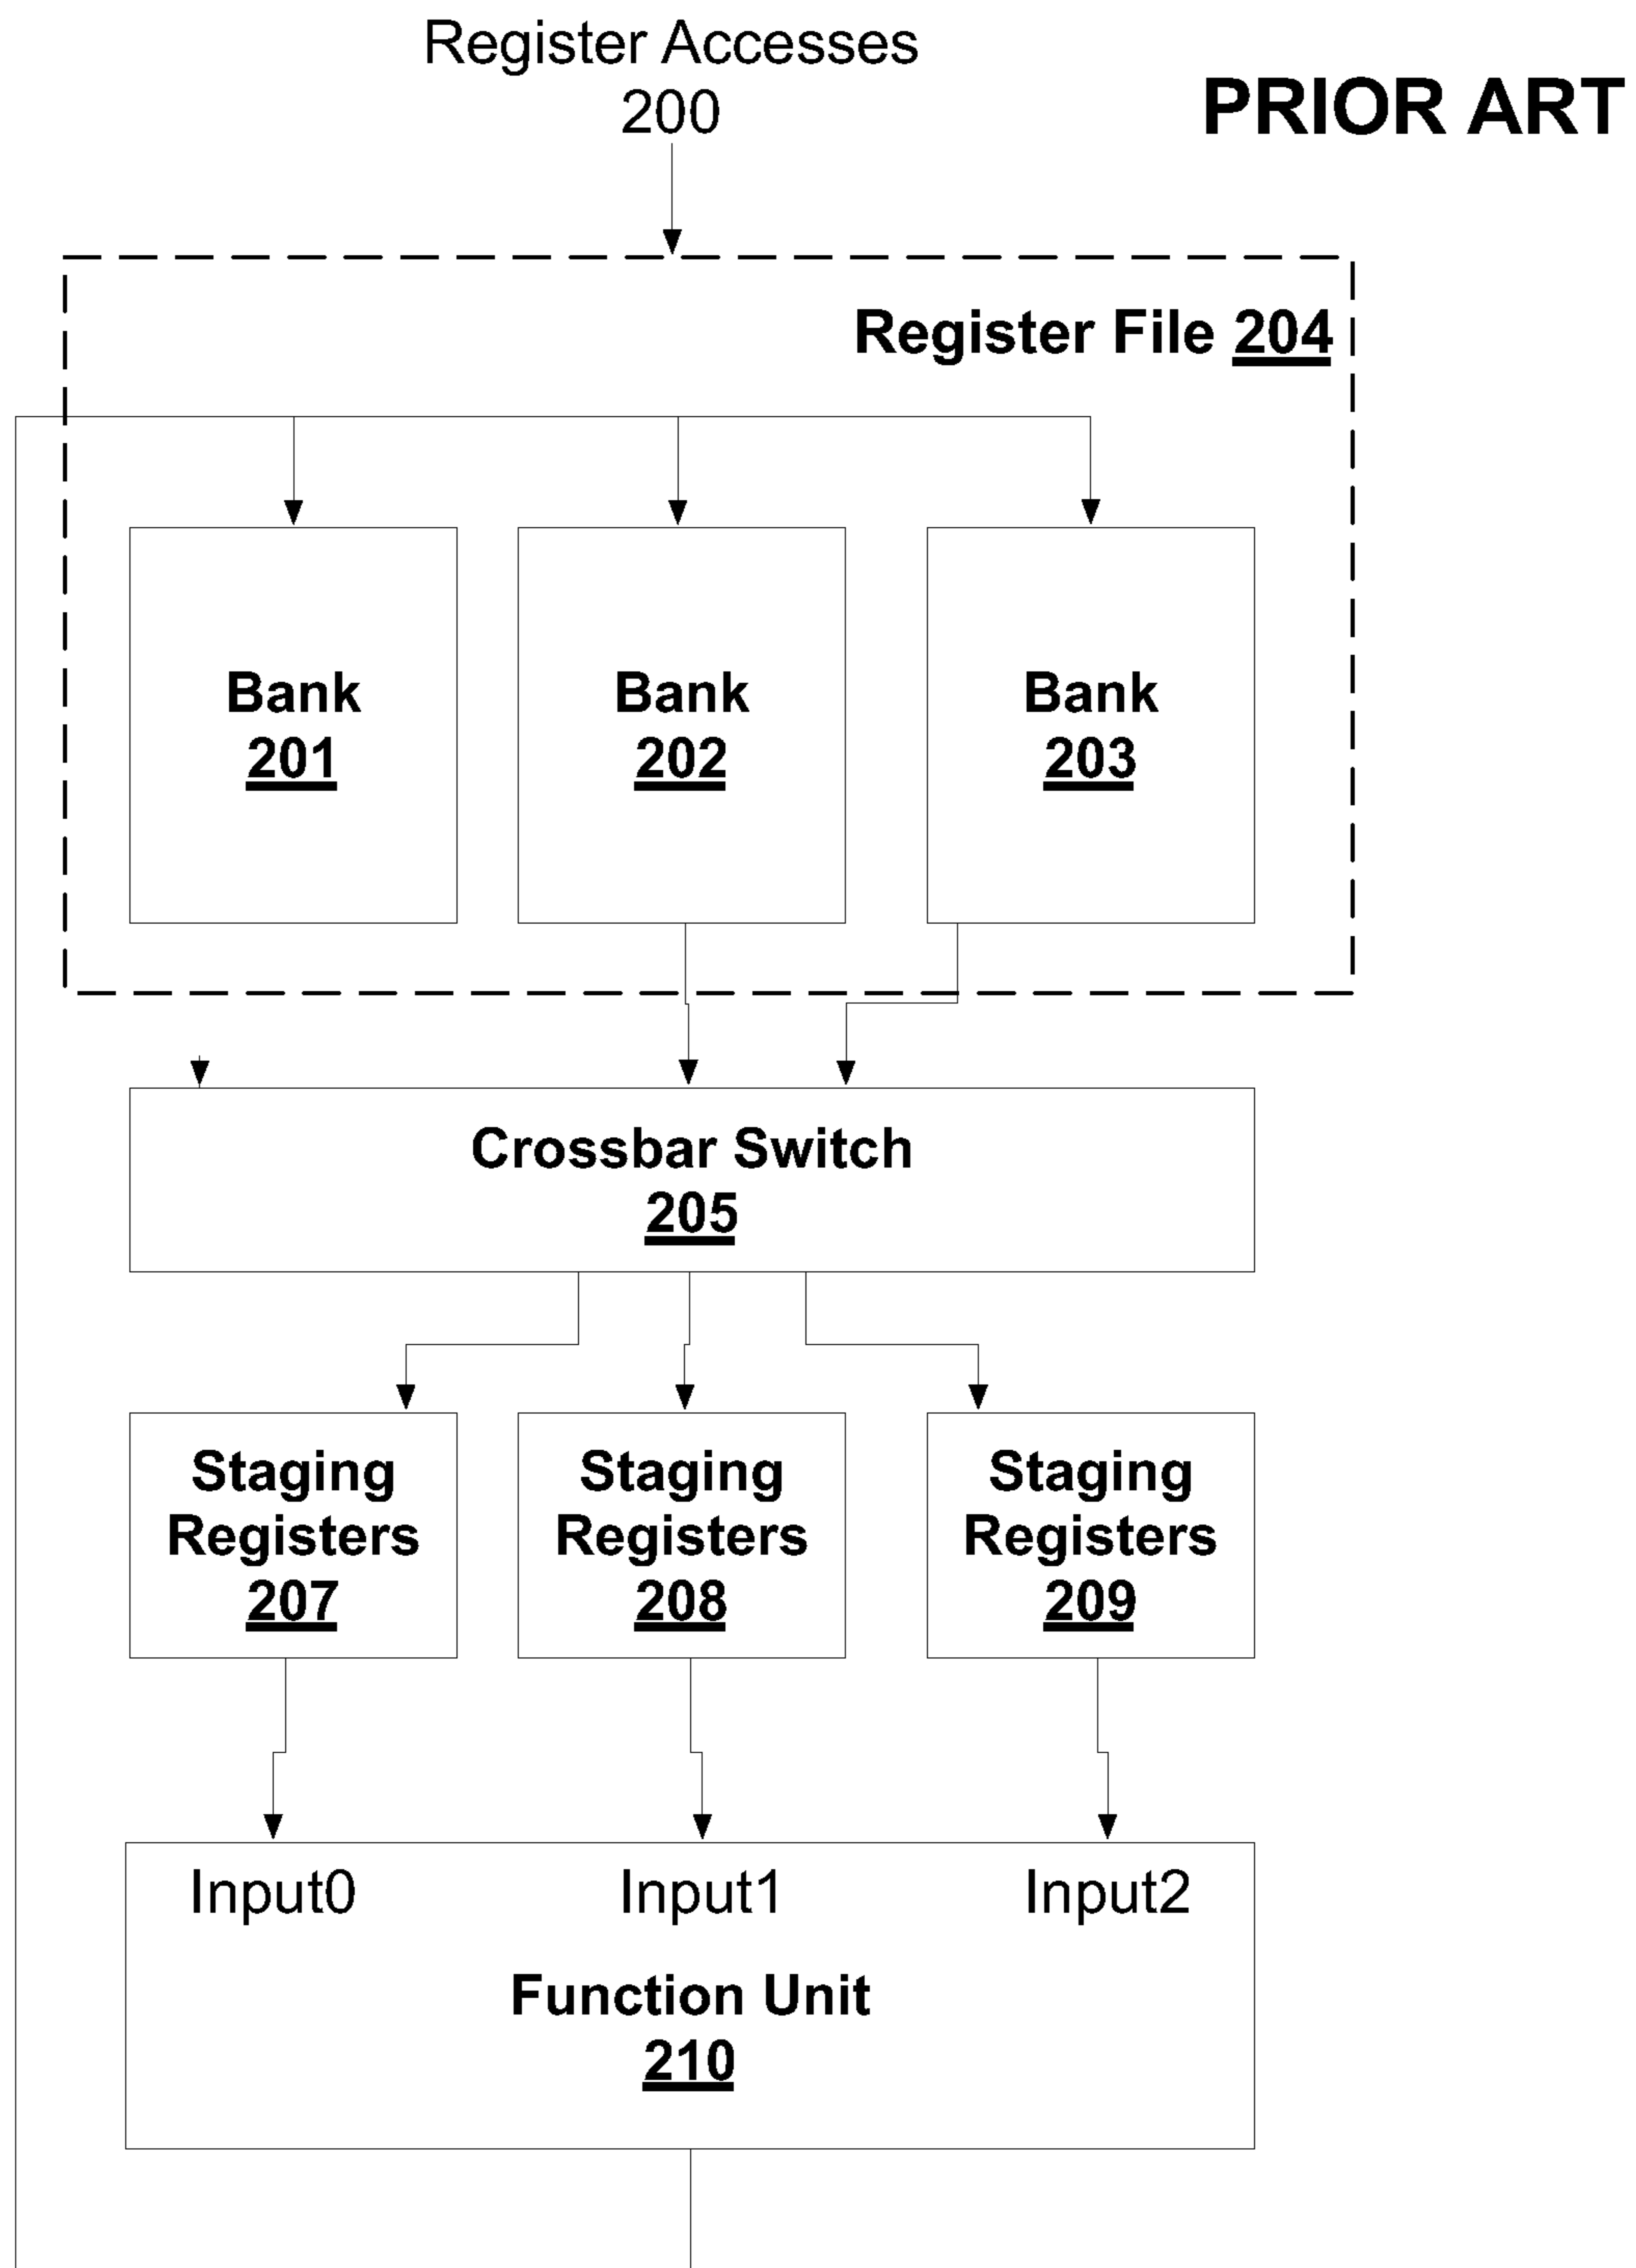 Register Accesses
200
PRIOR ART
Register File 204
Bank
201
Bank
202
Bank
203
Crossbar Switch
205
Staging
Registers
207
Staging
Registers
208
Staging
Registers
209
Input0
Input1
Input2
Function Unit
210